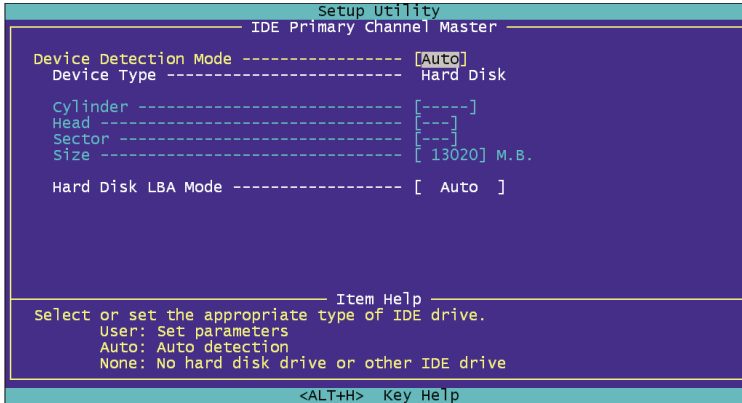 Setup Utility
IDE Primary Channel Master
Device Detection Mode ----------------- [Auto]
Device Type ------------------------- Hard Disk
Cylinder ---------------------------- [-----]
Head -------------------------------- [---]
Sector ------------------------------ [---]
Size -------------------------------- [ 13020] M.B.
Hard Disk LBA Mode ------------------ [ Auto ]
Item Help
Select or set the appropriate type of IDE drive.
User: Set parameters
Auto: Auto detection
None: No hard disk drive or other IDE drive
<ALT+H> Key Help